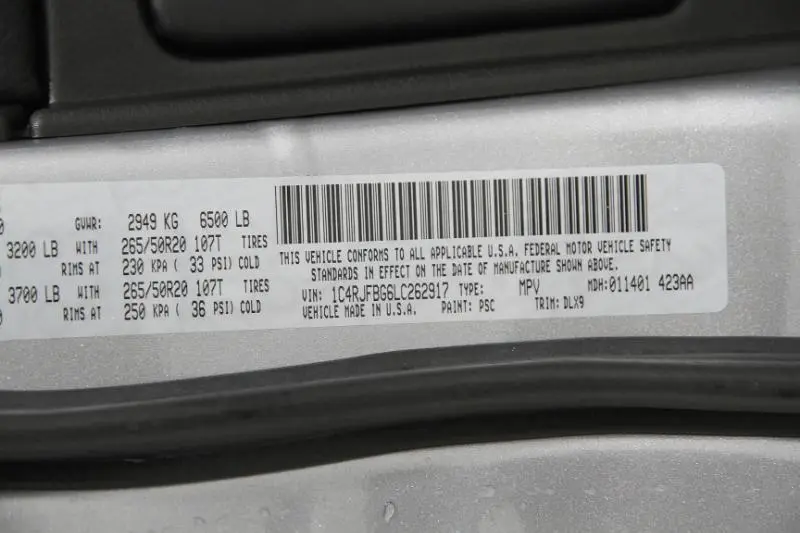 GVWR: 2949 KG 6500 LB
3200 LB WITH 265/50R20 107T TIRES
RIMS AT 230 KPA ( 33 PSI) COLD
3700 LB WITH 265/50R20 107T TIRES
RIMS AT 250 KPA ( 36 PSI) COLD
THIS VEHICLE CONFORMS TO ALL APPLICABLE U.S.A. FEDERAL MOTOR VEHICLE SAFETY
STANDARDS IN EFFECT ON THE DATE OF MANUFACTURE SHOWN ABOVE.
VIN: 1C4RJFBG6LC262917 TYPE: MPV MDH:011401 423AA
VEHICLE MADE IN U.S.A. PAINT: PSC TRIM: DLX9